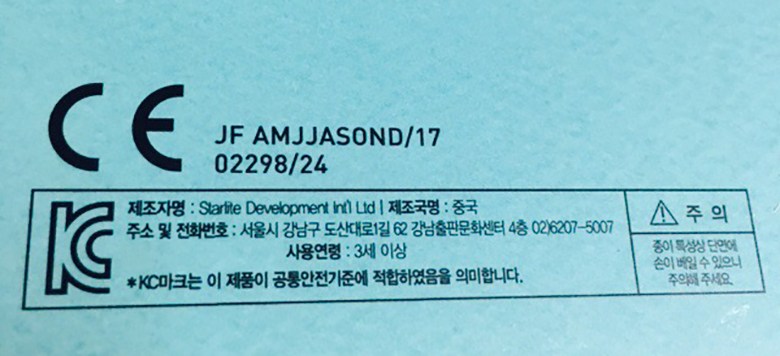 CE
JF AMJJASOND/17
02298/24
KC
제조자명 : Starlite Development Int'l Ltd | 제조국명 : 중국
주소 및 전화번호 : 서울시 강남구 도산대로1길 62 강남출판문화센터 4층 02)6207-5007
사용연령 : 3세 이상
*KC마크는 이 제품이 공통안전기준에 적합하였음을 의미합니다.
⚠ 주 의
종이 특성상 단면에
손이 베일 수 있으니
주의해 주세요.